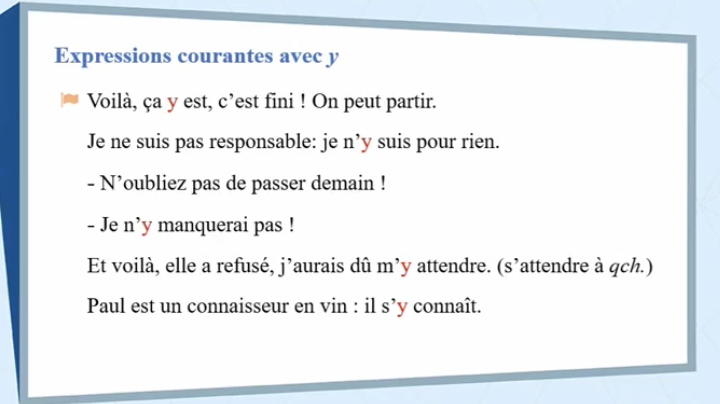 Expressions courantes avec y
Voilà, ça y est, c’est fini ! On peut partir.
Je ne suis pas responsable: je n’y suis pour rien.
- N’oubliez pas de passer demain !
- Je n’y manquerai pas !
Et voilà, elle a refusé, j’aurais dû m’y attendre. (s’attendre à qch.)
Paul est un connaisseur en vin : il s’y connaît.